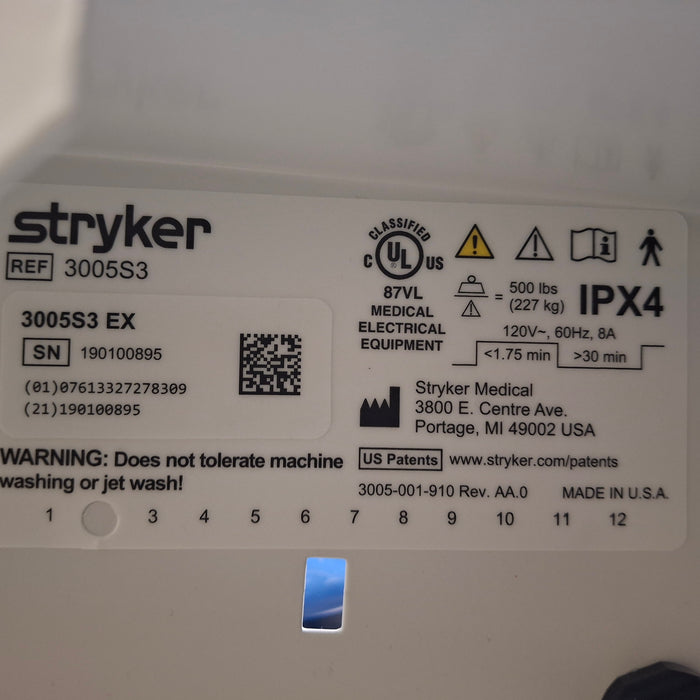 stryker
REF 3005S3
3005S3 EX
SN 190100895
(01)07613327278309
(21)190100895
WARNING: Does not tolerate machine
washing or jet wash!
CLASSIFIED
C UL US
87VL
MEDICAL
ELECTRICAL
EQUIPMENT
= 500 lbs
(227 kg)
IPX4
120V~, 60Hz, 8A
<1.75 min >30 min
Stryker Medical
3800 E. Centre Ave.
Portage, MI 49002 USA
US Patents www.stryker.com/patents
3005-001-910 Rev. AA.0 MADE IN U.S.A.
1 3 4 5 6 7 8 9 10 11 12